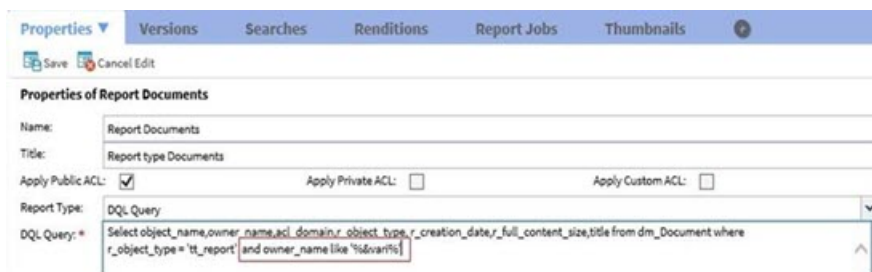 Properties ▼ Versions Searches Renditions Report Jobs Thumbnails
Save Cancel Edit
Properties of Report Documents
Name: Report Documents
Title: Report type Documents
Apply Public ACL: Apply Private ACL: Apply Custom ACL:
Report Type: DQL Query
DQL Query: * Select object_name,owner_name,acl_domain,r_object_type, r_creation_date,r_full_content_size,title from dm_Document where
r_object_type = 'tt_report' and owner_name like '%&vari%'